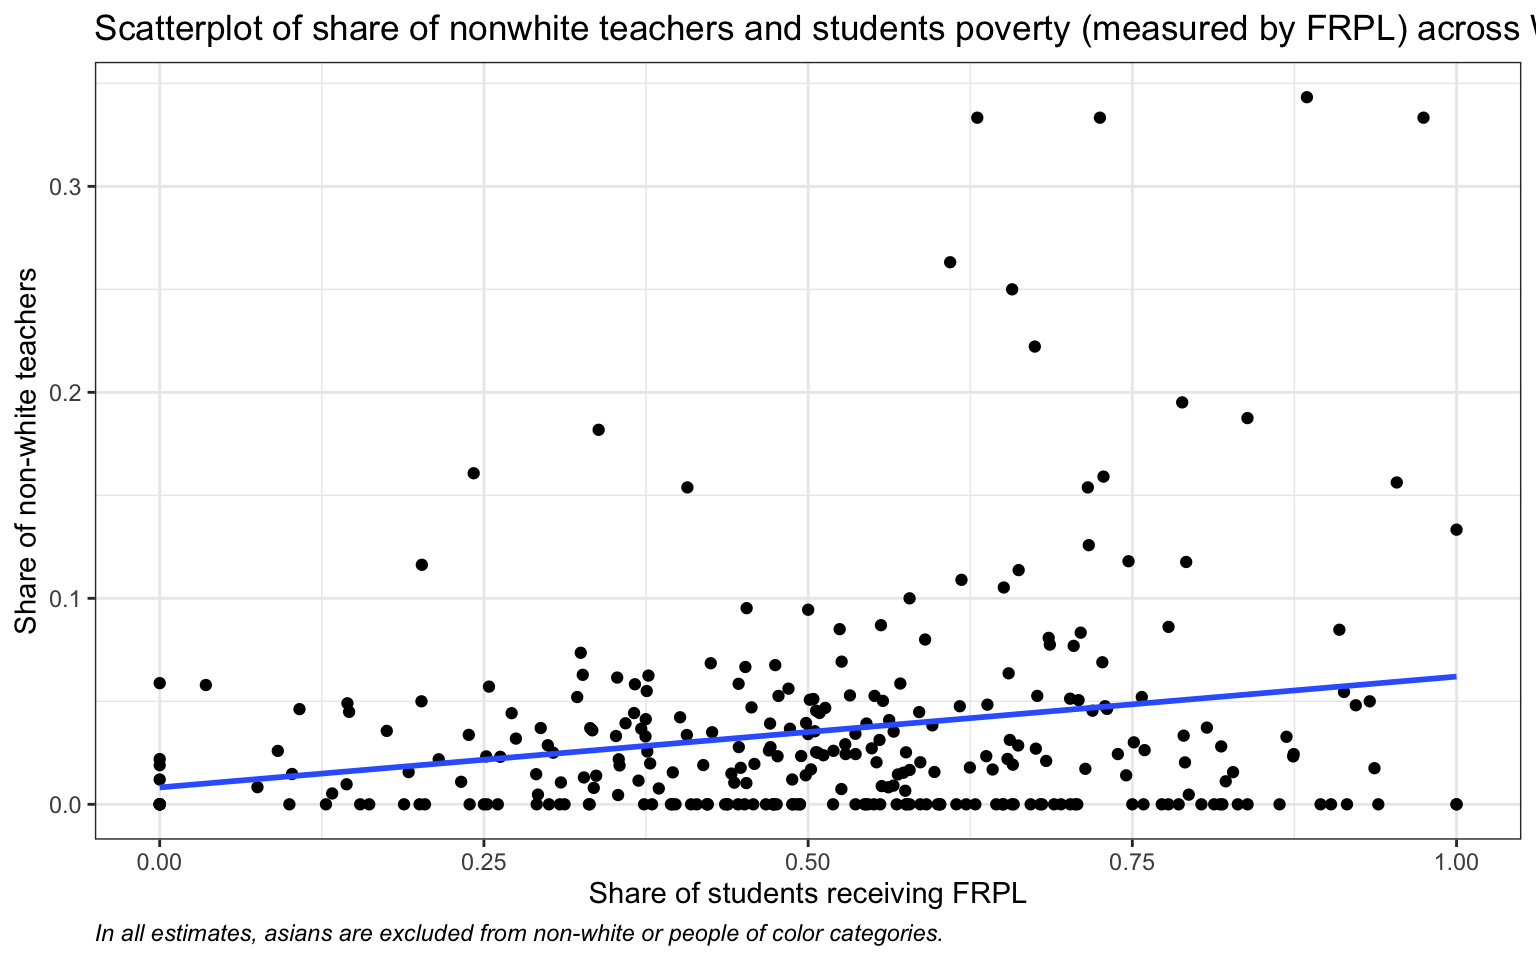 Scatterplot of share of nonwhite teachers and students poverty (measured by FRPL) across
Share of non-white teachers
0.3
0.2
0.1
0.0
0.00 0.25 0.50 0.75 1.00
Share of students receiving FRPL
In all estimates, asians are excluded from non-white or people of color categories.